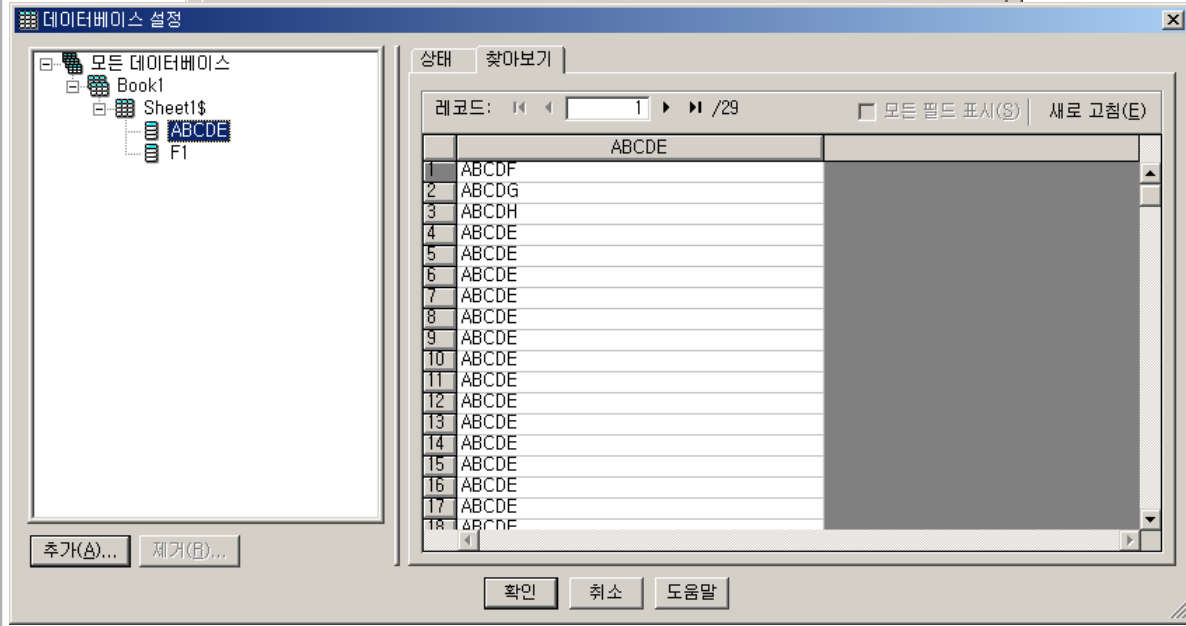 데이터베이스 설정
모든 데이터베이스
Book1
Sheet1$
ABCDE
F1
추가(A)...
제거(R)...
상태
찾아보기
레코드: 1 /29
모든 필드 표시(S)
새로 고침(E)
ABCDE
1 ABCDF
2 ABCDG
3 ABCDH
4 ABCDE
5 ABCDE
6 ABCDE
7 ABCDE
8 ABCDE
9 ABCDE
10 ABCDE
11 ABCDE
12 ABCDE
13 ABCDE
14 ABCDE
15 ABCDE
16 ABCDE
17 ABCDE
18 ABCDE
확인
취소
도움말